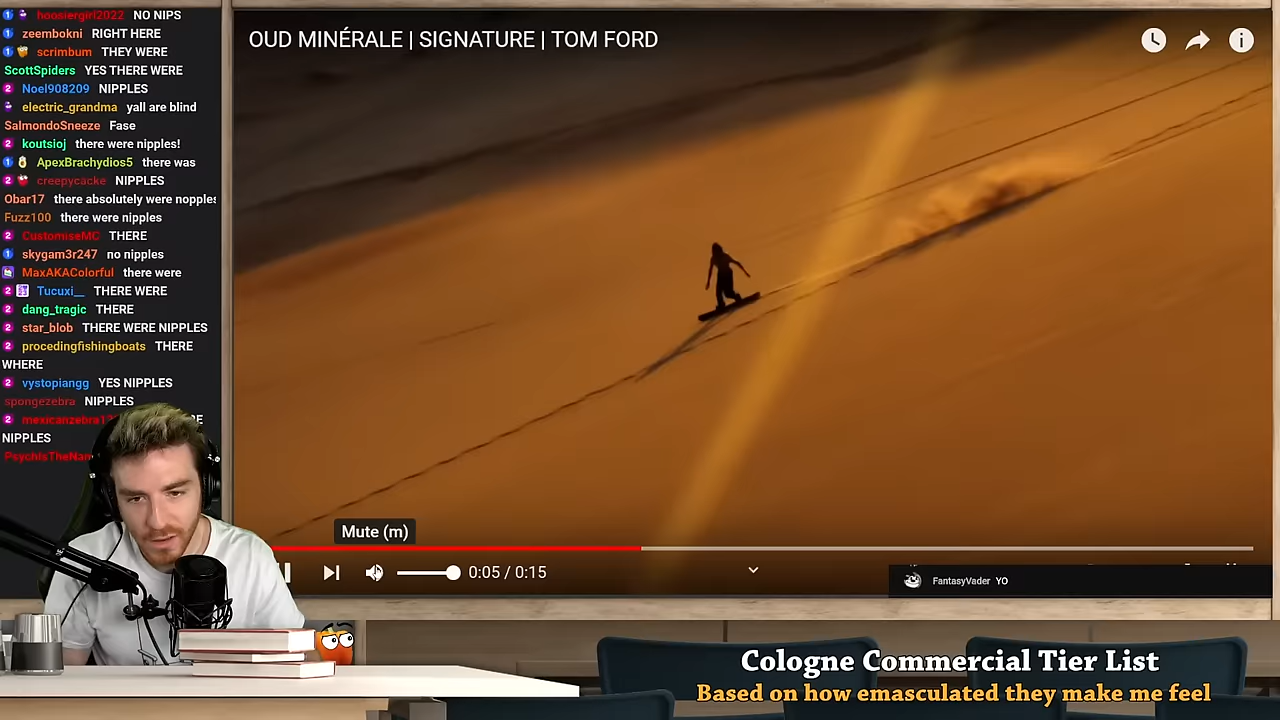 hoosiergirl2022 NO NIPS
zeembokni RIGHT HERE
scrimbum THEY WERE
ScottSpiders YES THERE WERE
Noel908209 NIPPLES
electric_grandma yall are blind
SalmondoSneeze Fase
koutsioj there were nipples!
ApexBrachydios5 there was
creepycacke NIPPLES
Obar17 there absolutely were nopples
Fuzz100 there were nipples
CustomiseMC THERE
skygam3r247 no nipples
MaxAKAColorful there were
Tucuxi__ THERE WERE
dang_tragic THERE
star_blob THERE WERE NIPPLES
procedingfishingboats THERE
WHERE
vystopiangg YES NIPPLES
spongezebra NIPPLES
NIPPLES
OUD MINÉRALE | SIGNATURE | TOM FORD
Mute (m)
0:05 / 0:15
FantasyVader YO
Cologne Commercial Tier List
Based on how emasculated they make me feel